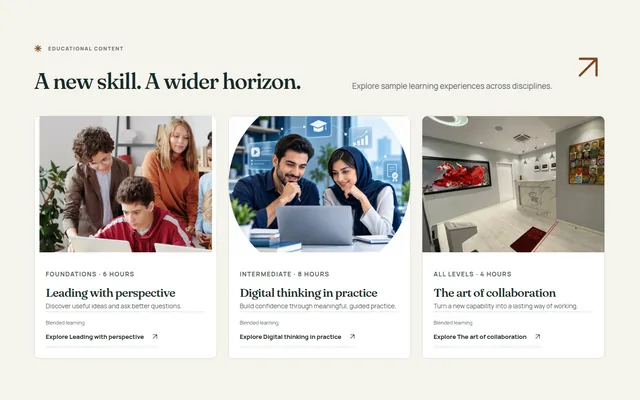 EDUCATIONAL CONTENT
A new skill. A wider horizon.
Explore sample learning experiences across disciplines.
FOUNDATIONS · 6 HOURS
Leading with perspective
Discover useful ideas and ask better questions.
Blended learning
Explore Leading with perspective
INTERMEDIATE · 8 HOURS
Digital thinking in practice
Build confidence through meaningful, guided practice.
Blended learning
Explore Digital thinking in practice
ALL LEVELS · 4 HOURS
The art of collaboration
Turn a new capability into a lasting way of working.
Blended learning
Explore The art of collaboration